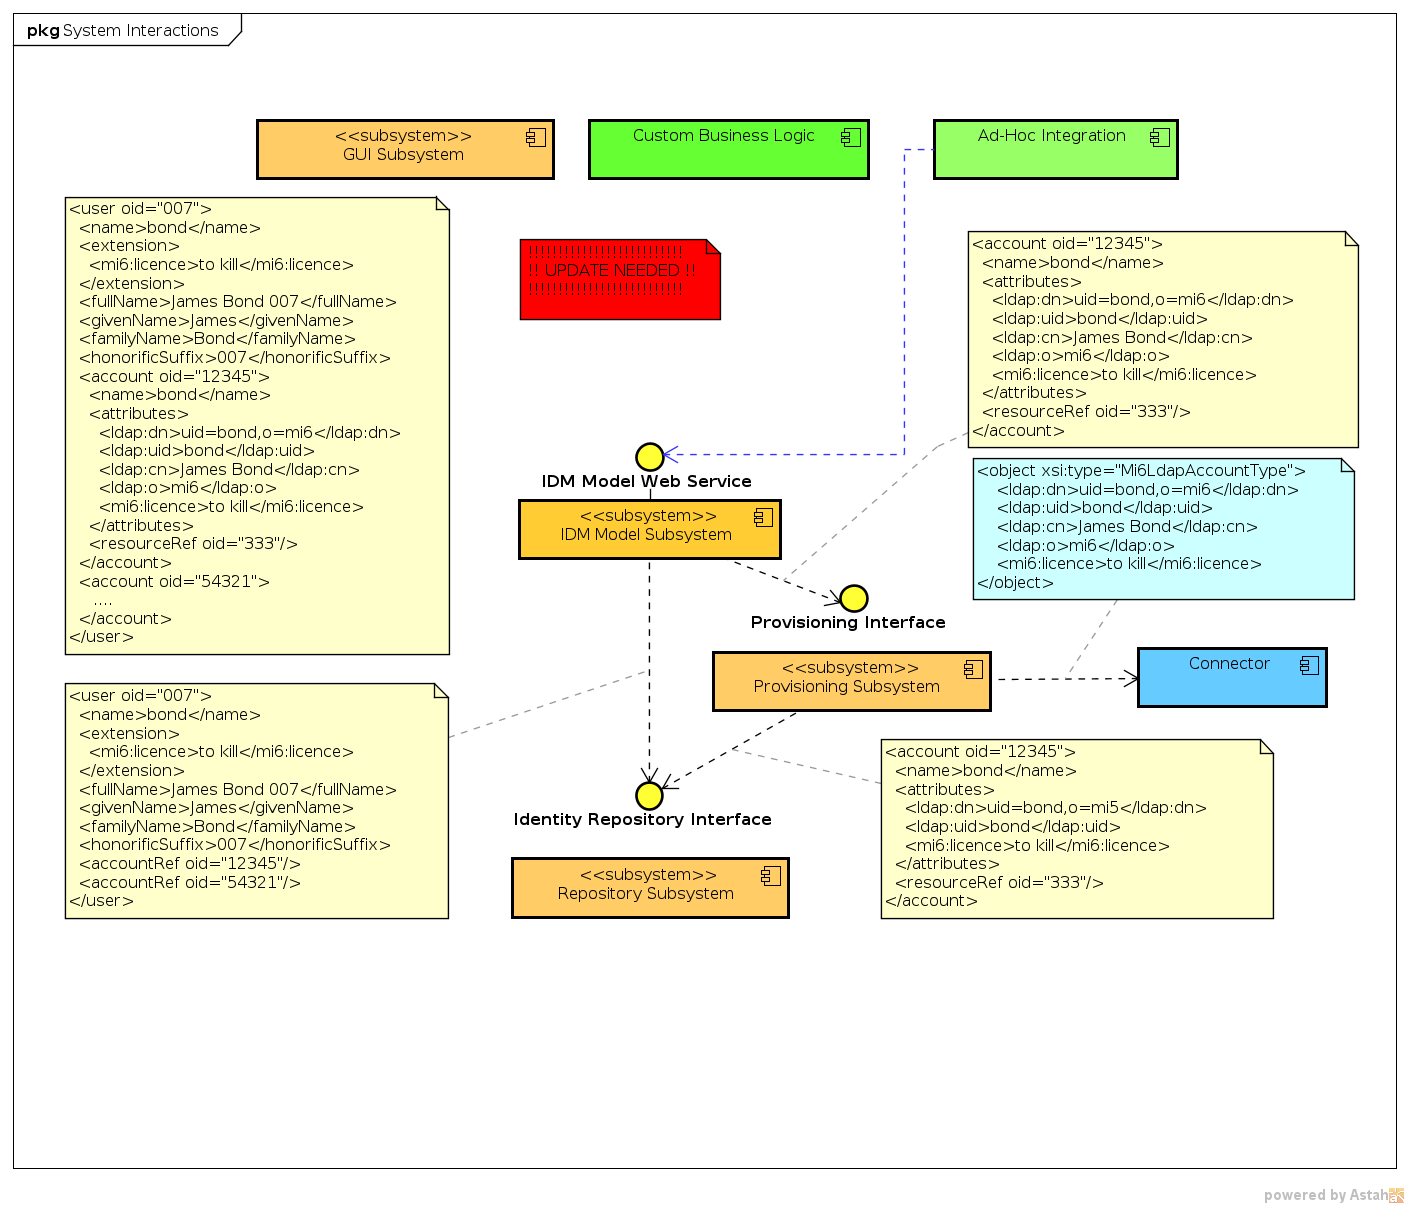 pkg System Interactions
<<subsystem>>
GUI Subsystem
Custom Business Logic
Ad-Hoc Integration
<user oid="007">
<name>bond</name>
<extension>
<mi6:licence>to kill</mi6:licence>
</extension>
<fullName>James Bond 007</fullName>
<givenName>James</givenName>
<familyName>Bond</familyName>
<honorificSuffix>007</honorificSuffix>
<account oid="12345">
<name>bond</name>
<attributes>
<ldap:dn>uid=bond,o=mi6</ldap:dn>
<ldap:uid>bond</ldap:uid>
<ldap:cn>James Bond</ldap:cn>
<ldap:o>mi6</ldap:o>
<mi6:licence>to kill</mi6:licence>
</attributes>
<resourceRef oid="333"/>
</account>
<account oid="54321">
....
</account>
</user>
!!!!!!!!!!!!!!!!!!!!!!!!!!
!! UPDATE NEEDED !!
!!!!!!!!!!!!!!!!!!!!!!!!!!
<account oid="12345">
<name>bond</name>
<attributes>
<ldap:dn>uid=bond,o=mi6</ldap:dn>
<ldap:uid>bond</ldap:uid>
<ldap:cn>James Bond</ldap:cn>
<ldap:o>mi6</ldap:o>
<mi6:licence>to kill</mi6:licence>
</attributes>
<resourceRef oid="333"/>
</account>
IDM Model Web Service
<<subsystem>>
IDM Model Subsystem
<object xsi:type="Mi6LdapAccountType">
<ldap:dn>uid=bond,o=mi6</ldap:dn>
<ldap:uid>bond</ldap:uid>
<ldap:cn>James Bond</ldap:cn>
<ldap:o>mi6</ldap:o>
<mi6:licence>to kill</mi6:licence>
</object>
Provisioning Interface
<<subsystem>>
Provisioning Subsystem
Connector
<user oid="007">
<name>bond</name>
<extension>
<mi6:licence>to kill</mi6:licence>
</extension>
<fullName>James Bond 007</fullName>
<givenName>James</givenName>
<familyName>Bond</familyName>
<honorificSuffix>007</honorificSuffix>
<accountRef oid="12345"/>
<accountRef oid="54321"/>
</user>
Identity Repository Interface
<<subsystem>>
Repository Subsystem
<account oid="12345">
<name>bond</name>
<attributes>
<ldap:dn>uid=bond,o=mi5</ldap:dn>
<ldap:uid>bond</ldap:uid>
<mi6:licence>to kill</mi6:licence>
</attributes>
<resourceRef oid="333"/>
</account>
powered by Astah